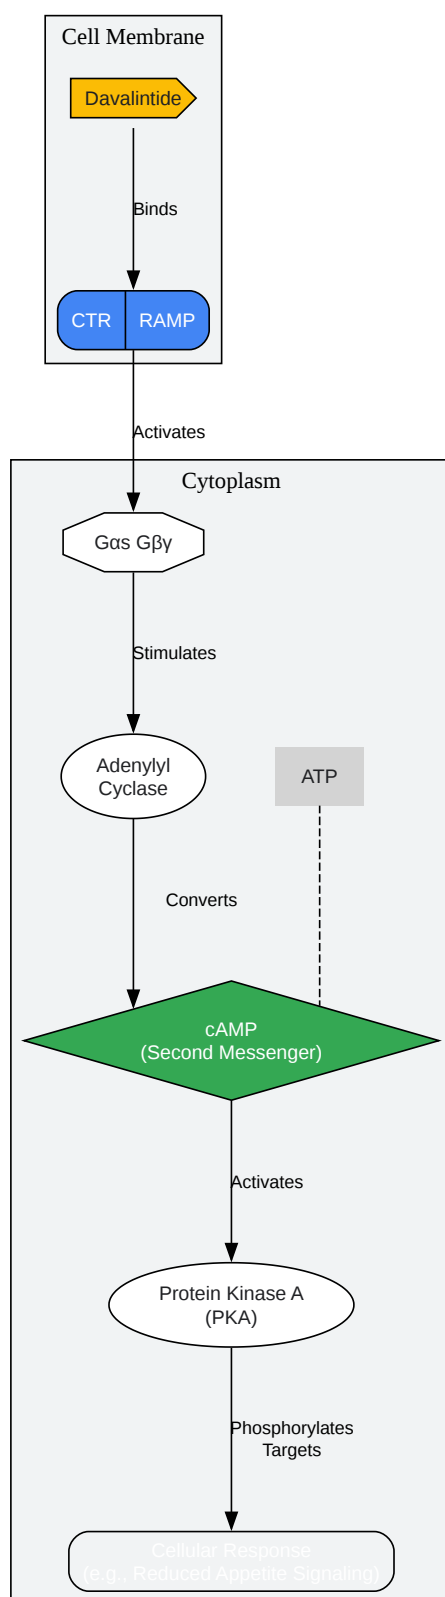 Cell Membrane
Davalintide
Binds
CTR
RAMP
Activates
Cytoplasm
Gαs Gβγ
Stimulates
Adenylyl
Cyclase
ATP
Converts
cAMP
(Second Messenger)
Activates
Protein Kinase A
(PKA)
Phosphorylates
Targets
Cellular Response
(e.g., Reduced Appetite Signaling)